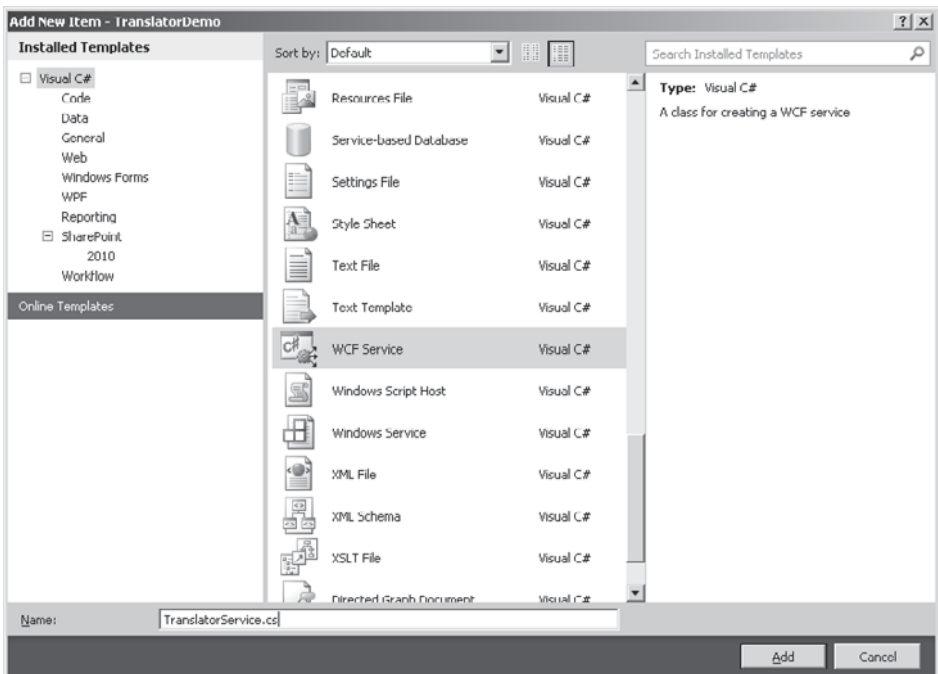 Add New Item - TranslatorDemo
Installed Templates
Visual C#
Code
Data
General
Web
Windows Forms
WPF
Reporting
SharePoint
2010
Workflow
Online Templates
Sort by: Default
Search Installed Templates
Resources File Visual C#
Service-based Database Visual C#
Settings File Visual C#
Style Sheet Visual C#
Text File Visual C#
Text Template Visual C#
WCF Service Visual C#
Windows Script Host Visual C#
Windows Service Visual C#
XML File Visual C#
XML Schema Visual C#
XSLT File Visual C#
Directed Graph Document Visual C#
Type: Visual C#
A class for creating a WCF service
Name: TranslatorService.cs
Add
Cancel